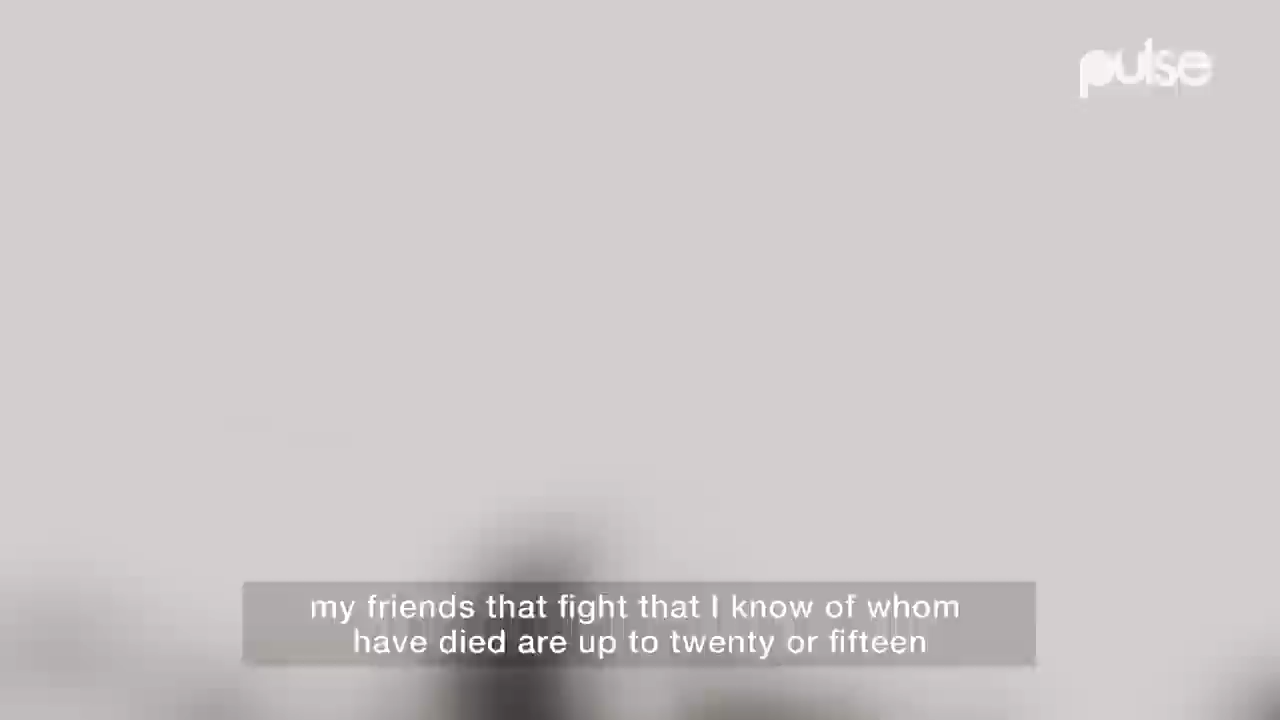 pulse
my friends that fight that I know of whom
have died are up to twenty or fifteen